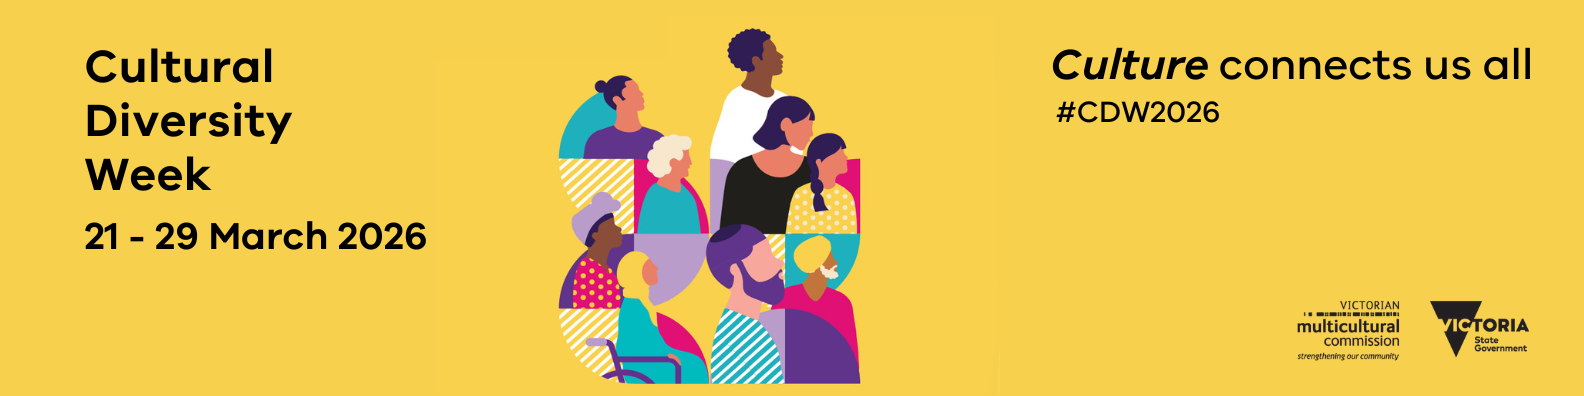 Cultural
Diversity
Week
21 - 29 March 2026
Culture connects us all
#CDW2026
VICTORIAN
multicultural
commission
strengthening our community
VICTORIA
State
Government